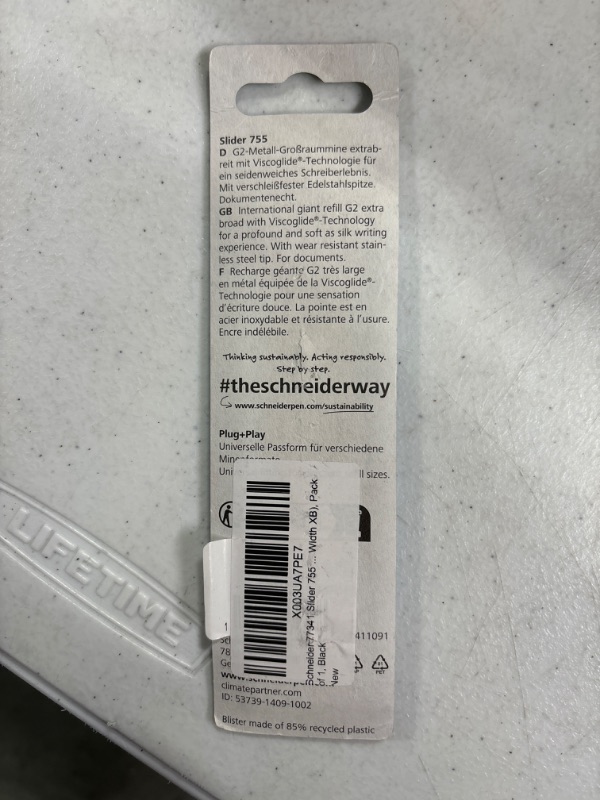 Slider 755
D G2-Metall-Großraummine extrab-
reit mit Viscoglide®-Technologie für
ein seidenweiches Schreiberlebnis.
Mit verschleißfester Edelstahlspitze.
Dokumentenecht.
GB International giant refill G2 extra
broad with Viscoglide®-Technology
for a profound and soft as silk writing
experience. With wear resistant stain-
less steel tip. For documents.
F Recharge géante G2 très large
en métal équipée de la Viscoglide®-
Technologie pour une sensation
d'écriture douce. La pointe est en
acier inoxydable et résistante à l'usure.
Encre indélébile.
Thinking sustainably. Acting responsibly.
Step by step.
#theschneiderway
www.schneiderpen.com/sustainability
Plug+Play
Universelle Passform für verschiedene
ll sizes.
X003UA7PE7
Schneider 77341 Slider 755 ... Width XB), Pack
of 1, Black
New
411091
78
Ge
PET
climatepartner.com
ID: 53739-1409-1002
Blister made of 85% recycled plastic
LIFETIME